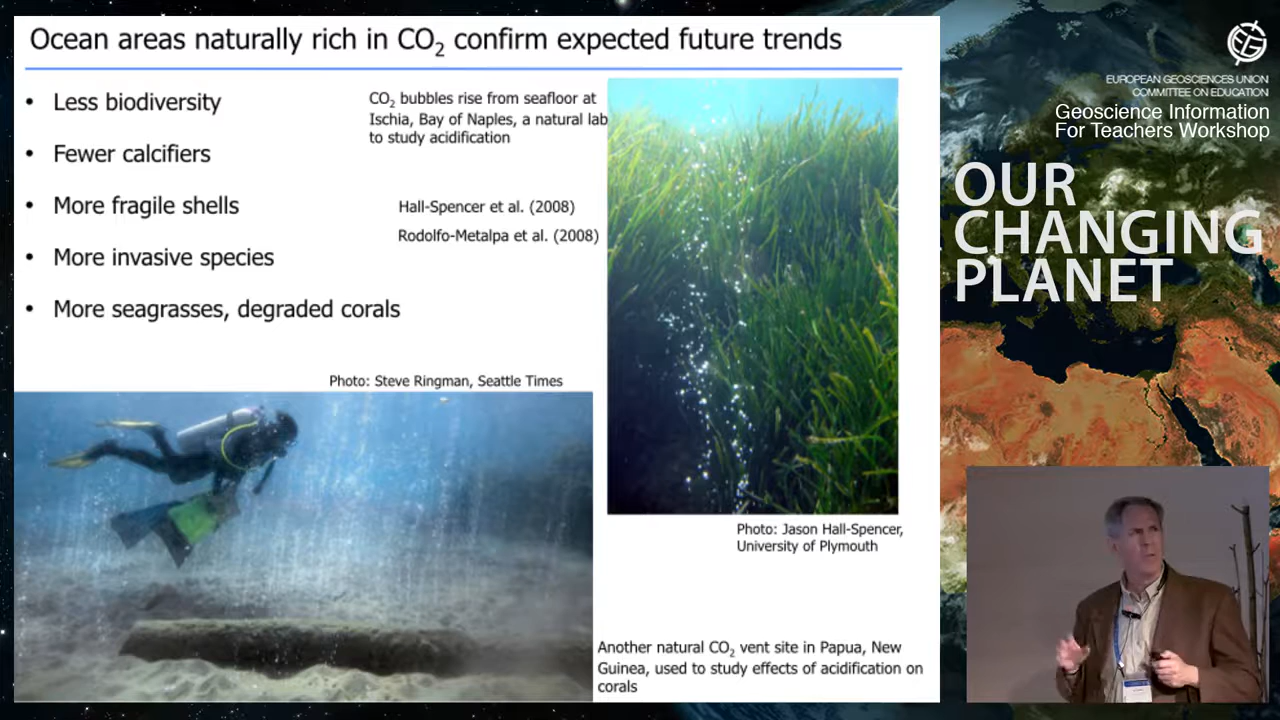 Ocean areas naturally rich in CO2 confirm expected future trends
• Less biodiversity
• Fewer calcifiers
• More fragile shells
• More invasive species
• More seagrasses, degraded corals
CO2 bubbles rise from seafloor at
Ischia, Bay of Naples, a natural lab
to study acidification
Hall-Spencer et al. (2008)
Rodolfo-Metalpa et al. (2008)
Photo: Steve Ringman, Seattle Times
Photo: Jason Hall-Spencer,
University of Plymouth
Another natural CO2 vent site in Papua, New
Guinea, used to study effects of acidification on
corals
EUROPEAN GEOSCIENCES UNION
COMMITTEE ON EDUCATION
Geoscience Information
For Teachers Workshop
OUR
CHANGING
PLANET